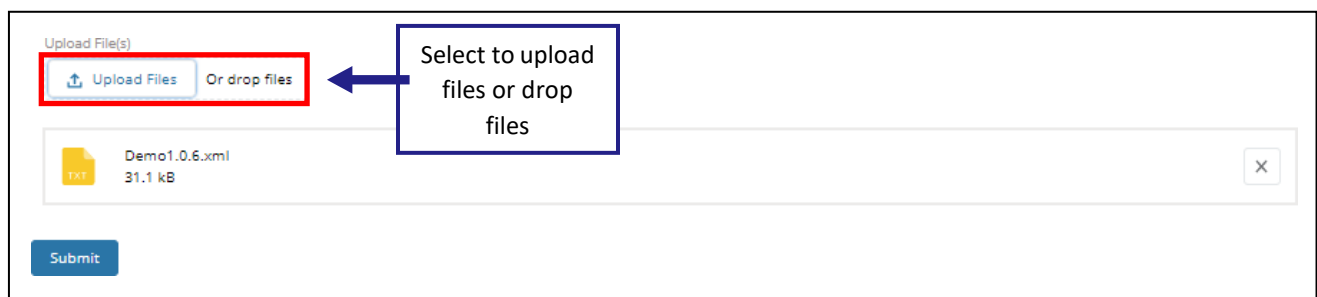 Upload File(s)
Upload Files Or drop files
Select to upload
files or drop
files
TXT
Demo1.0.6.xml
31.1 kB
Submit